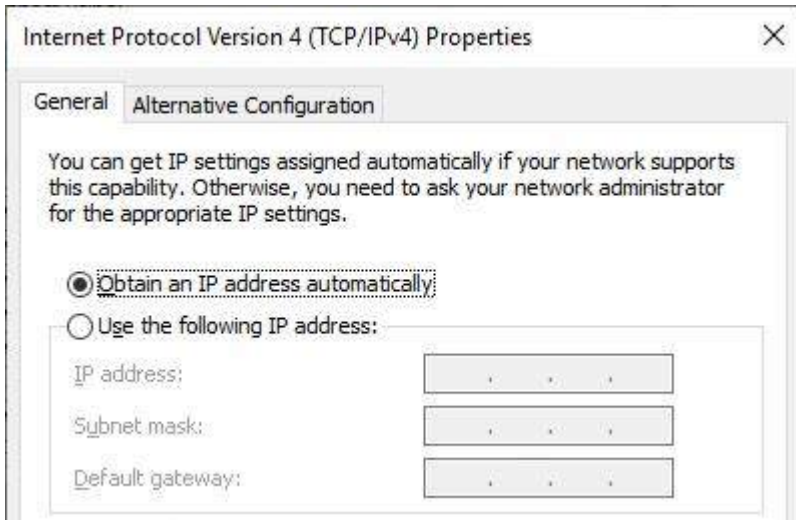 Internet Protocol Version 4 (TCP/IPv4) Properties
General
Alternative Configuration
You can get IP settings assigned automatically if your network supports
this capability. Otherwise, you need to ask your network administrator
for the appropriate IP settings.
Obtain an IP address automatically
Use the following IP address:
IP address:
Subnet mask:
Default gateway: